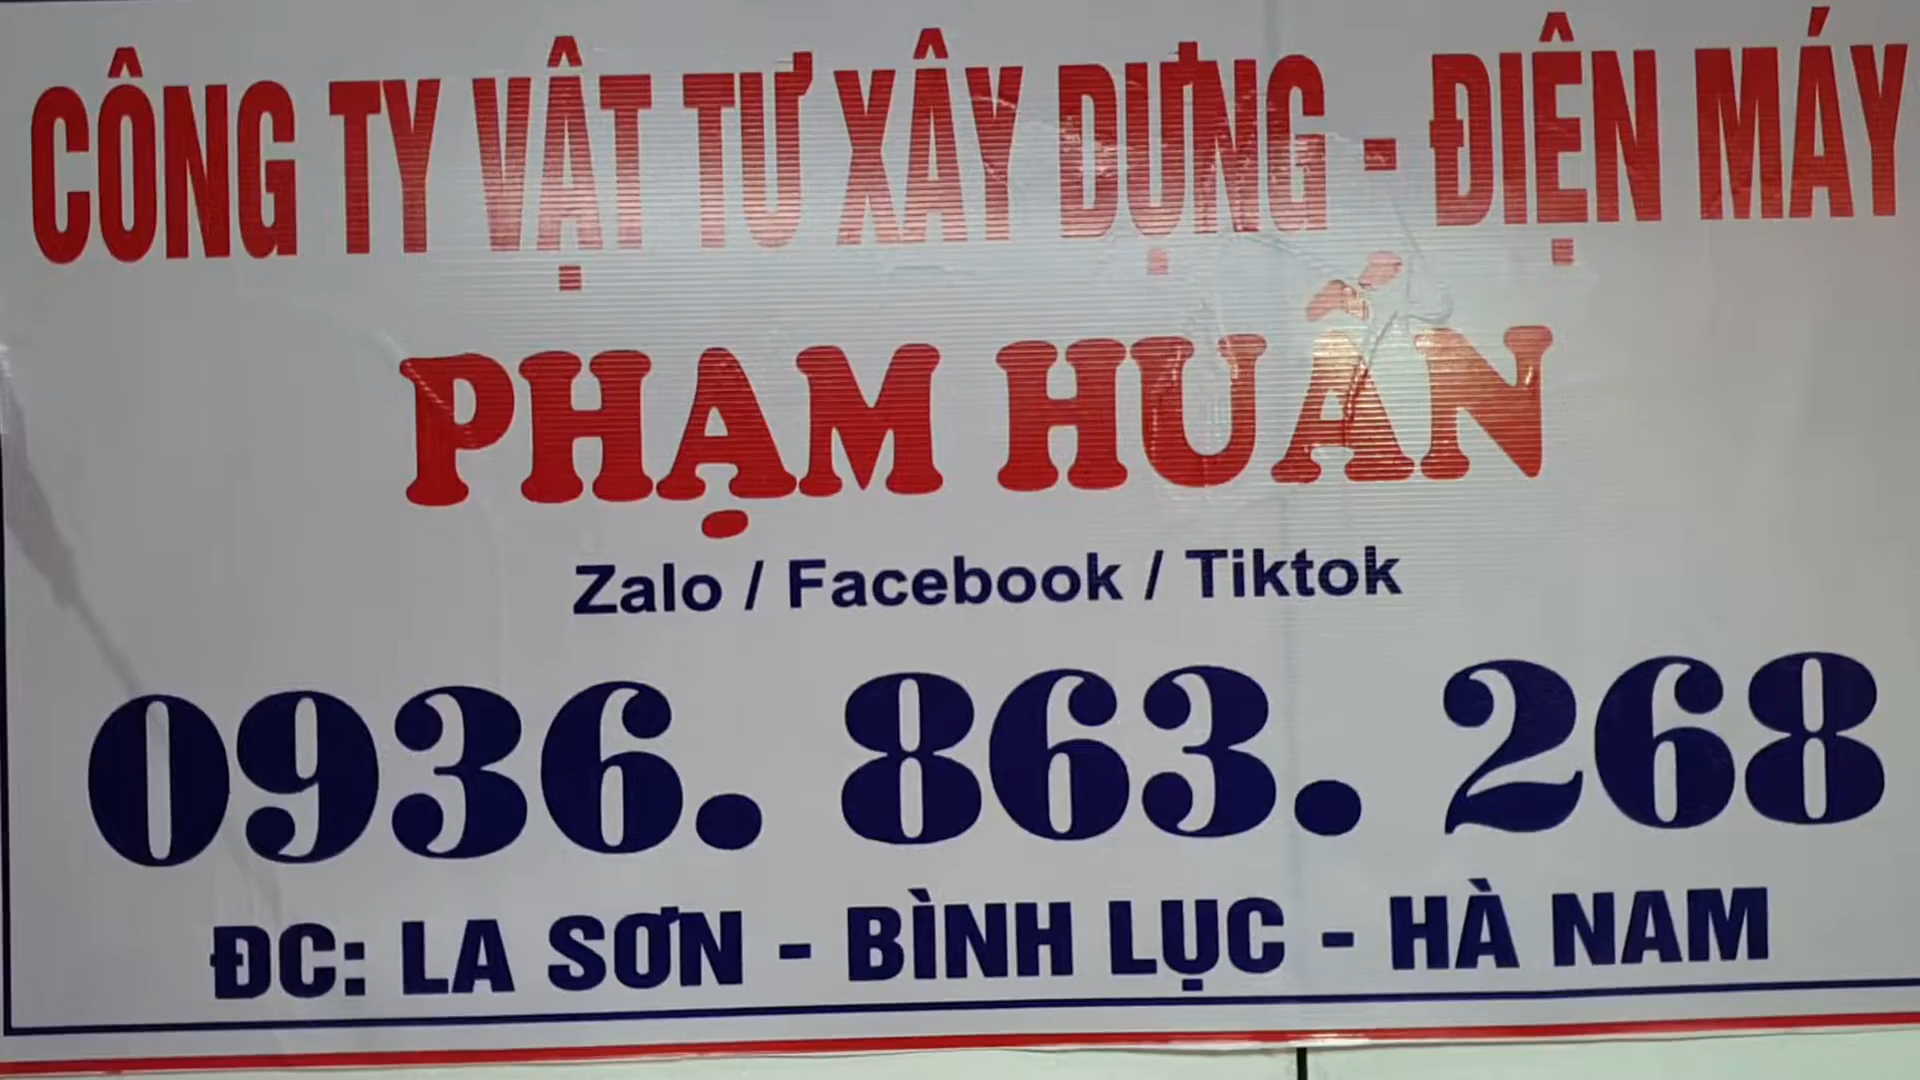 CÔNG TY VẬT TƯ XÂY DỰNG - ĐIỆN MÁY
PHẠM HUẤN
Zalo / Facebook / Tiktok
0936. 863. 268
ĐC: LA SƠN - BÌNH LỤC - HÀ NAM